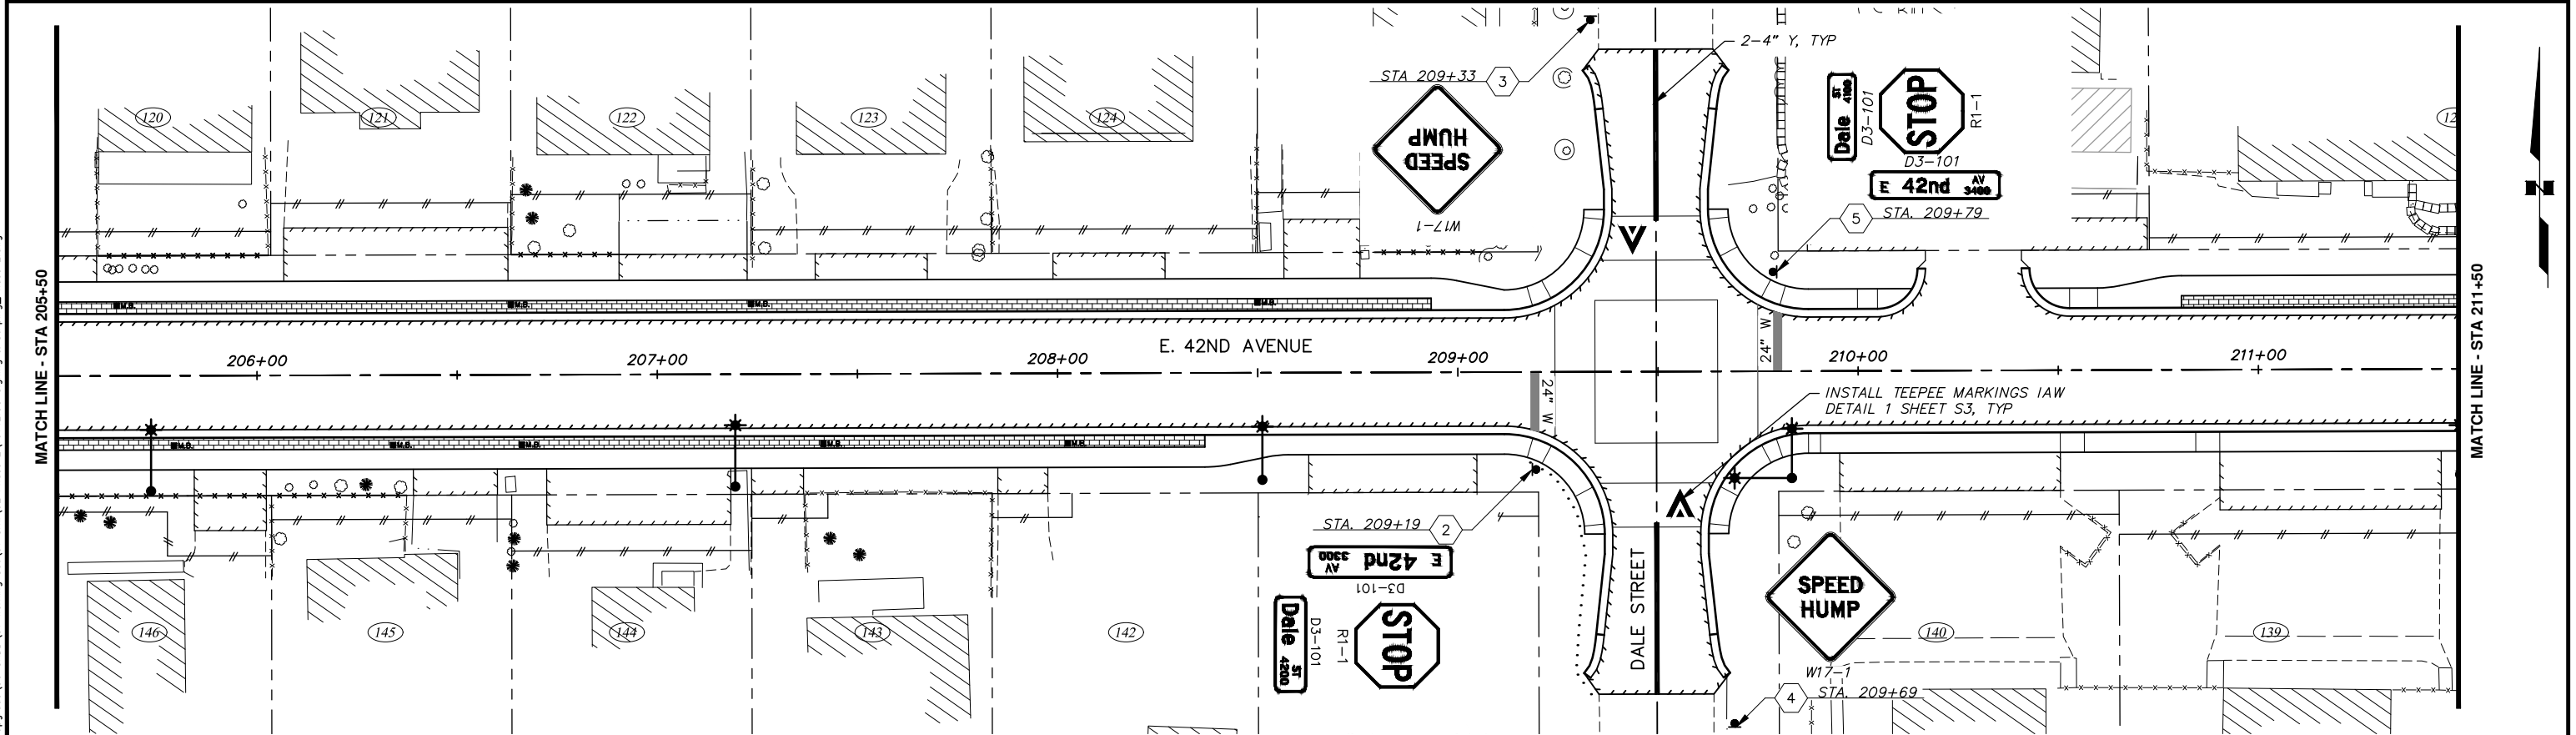 MATCH LINE - STA 205+50
120
121
122
123
124
STA 209+33
3
SPEED
HUMP
W17-1
2-4" Y, TYP
Dale ST 4100
D3-101
STOP
R1-1
D3-101
E 42nd AV 3400
5
STA. 209+79
N
M.B.
M.B.
M.B.
M.B.
E. 42ND AVENUE
206+00
207+00
208+00
209+00
210+00
211+00
24" W
24" W
INSTALL TEEPEE MARKINGS IAW
DETAIL 1 SHEET S3, TYP
M.B.
M.B.
M.B.
M.B.
M.B.
STA. 209+19
2
E 42nd AV 3300
D3-101
Dale ST 4200
D3-101
STOP
R1-1
DALE STREET
SPEED
HUMP
W17-1
4
STA. 209+69
146
145
144
143
142
140
139
MATCH LINE - STA 211+50